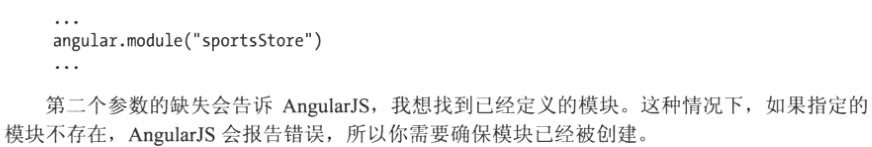 ...
angular.module("sportsStore")
...
第二个参数的缺失会告诉 AngularJS，我想找到已经定义的模块。这种情况下，如果指定的
模块不存在，AngularJS 会报告错误，所以你需要确保模块已经被创建。